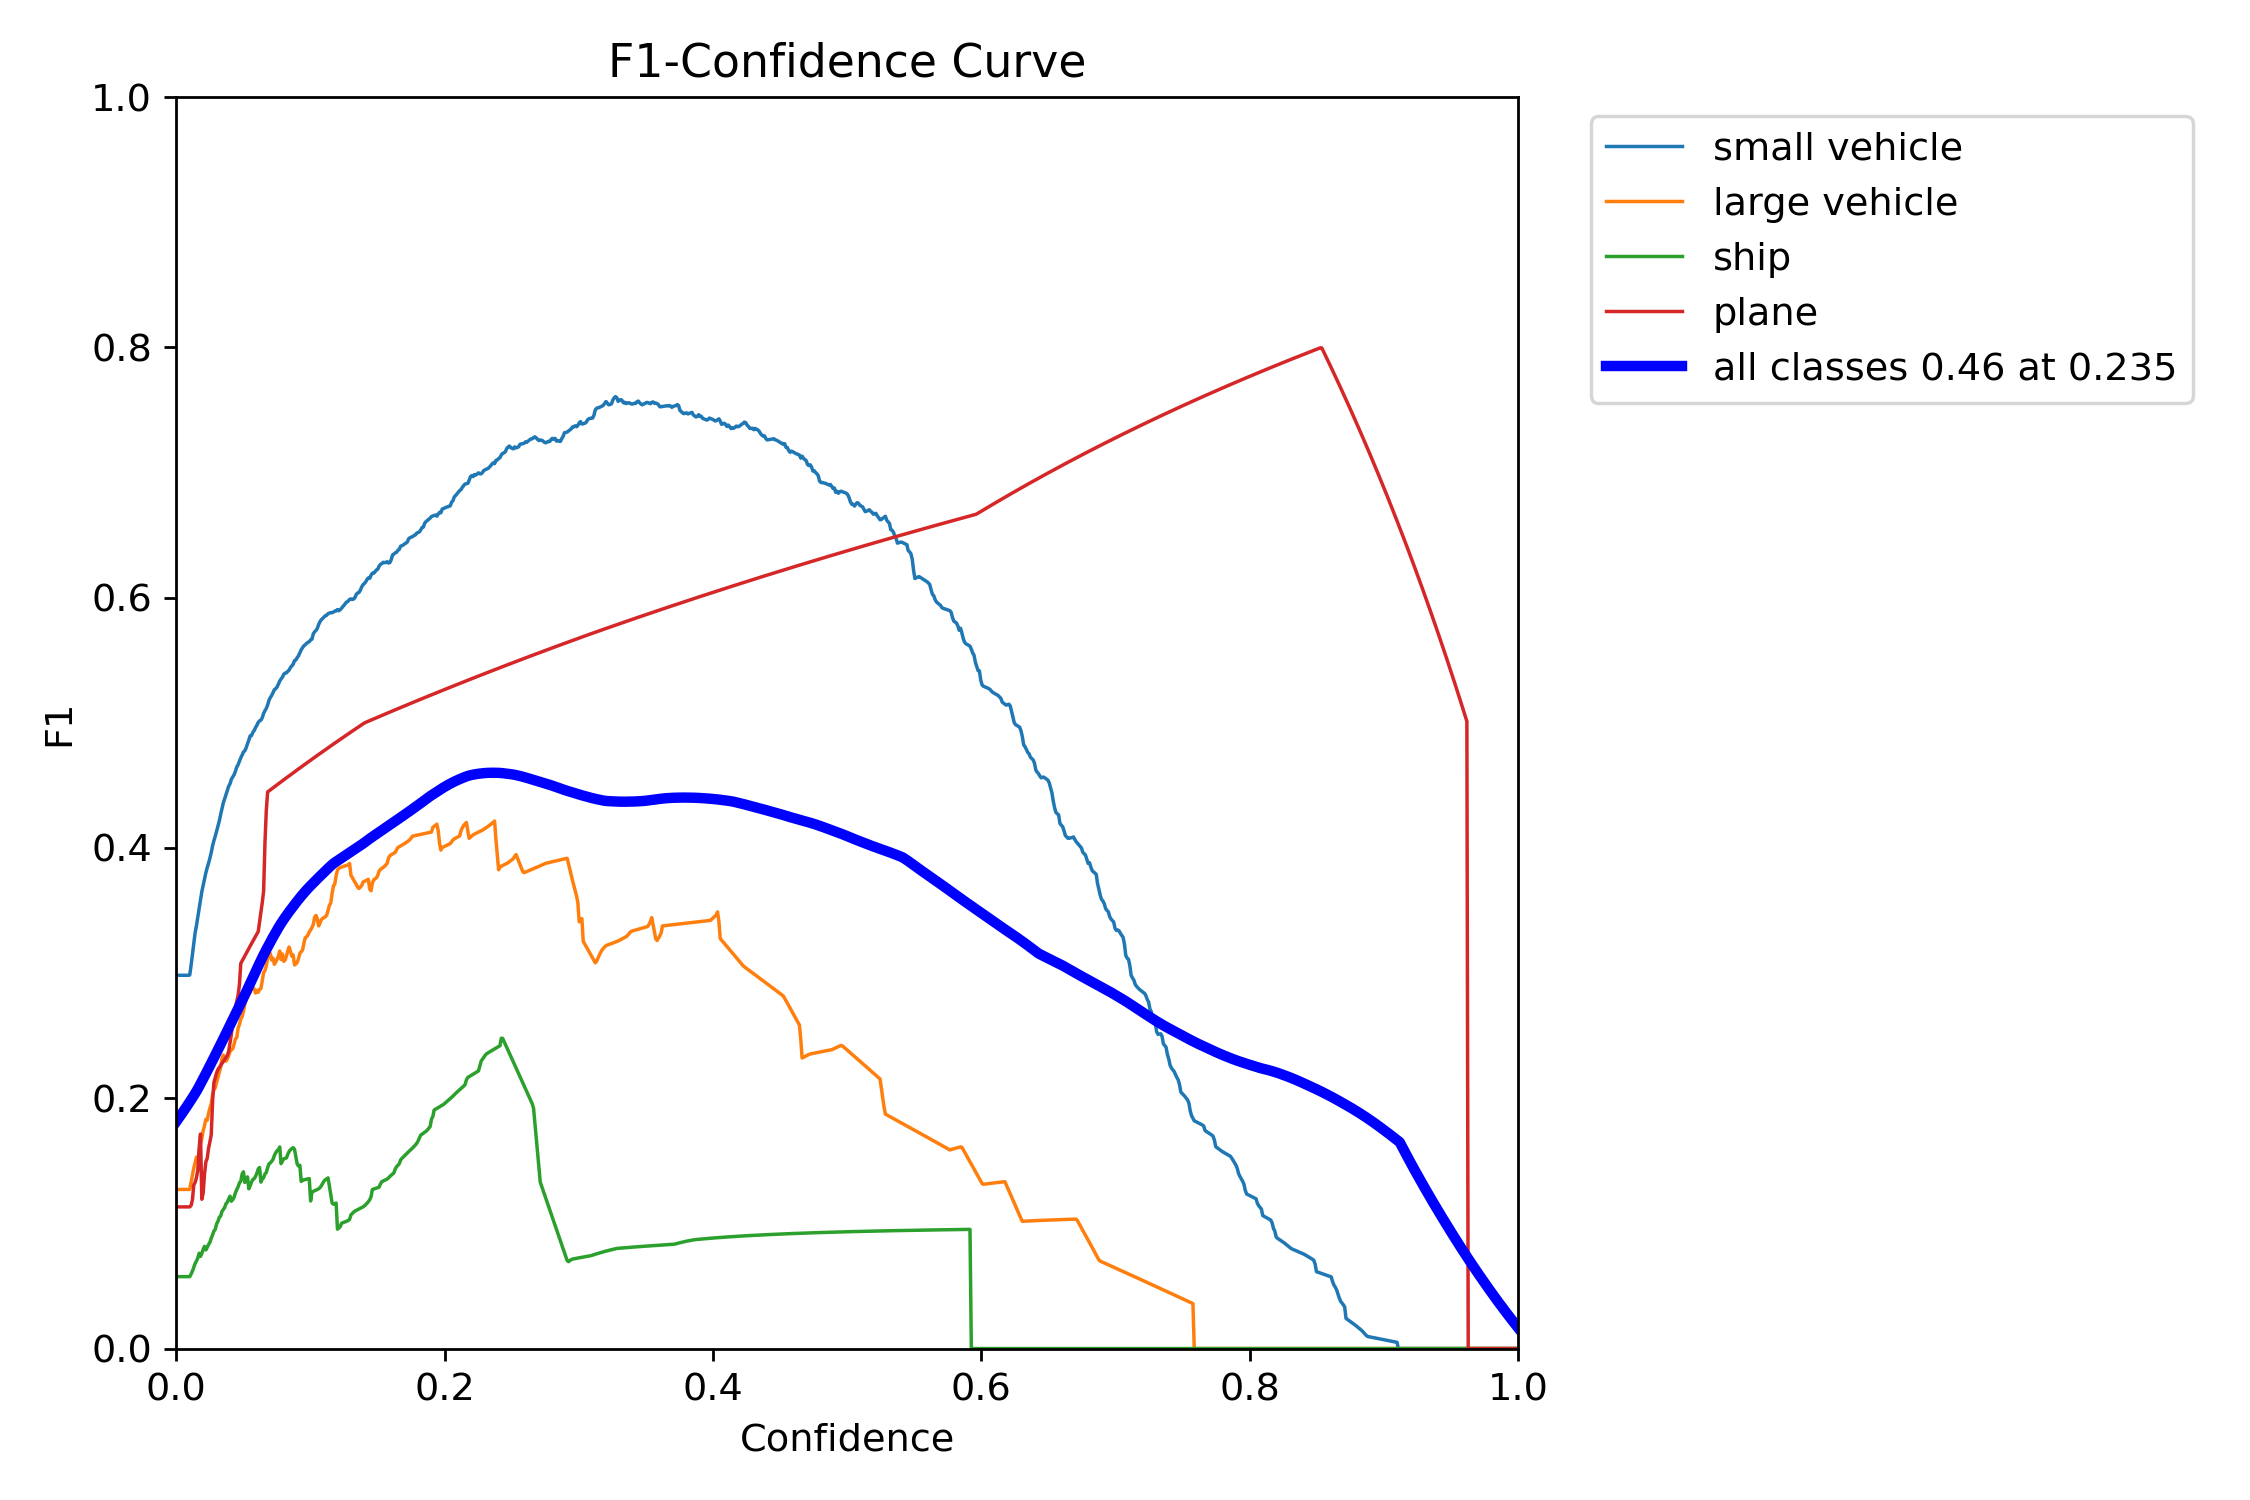 F1-Confidence Curve
1.0
0.8
0.6
0.4
0.2
0.0
F1
0.0 0.2 0.4 0.6 0.8 1.0
Confidence
small vehicle
large vehicle
ship
plane
all classes 0.46 at 0.235